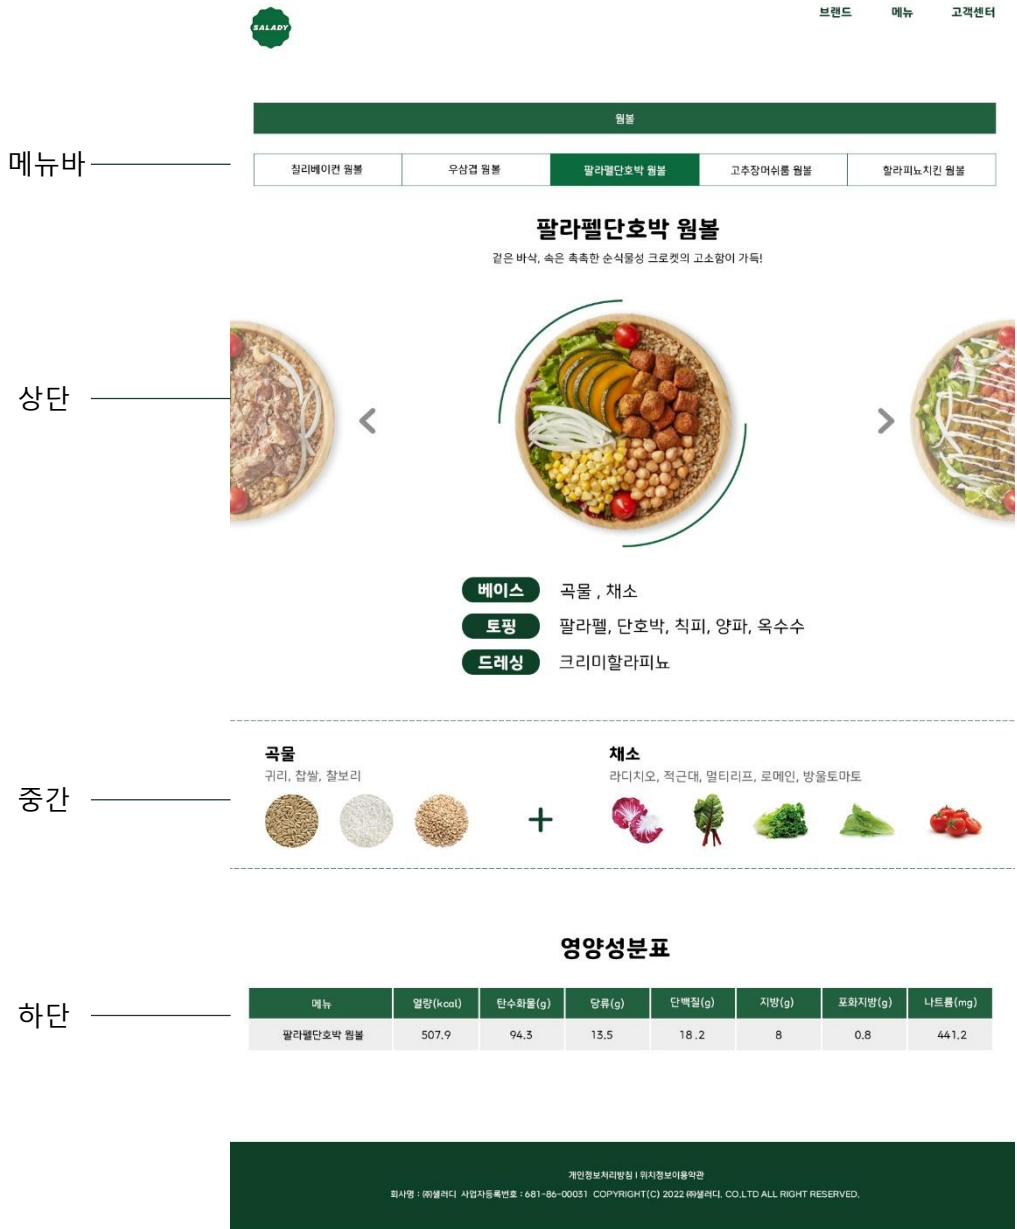 SALADY
브랜드 메뉴 고객센터
웜볼
메뉴바
칠리베이컨 웜볼 우삼겹 웜볼 팔라펠단호박 웜볼 고추장머쉬룸 웜볼 할라피뇨치킨 웜볼
팔라펠단호박 웜볼
겉은 바삭, 속은 촉촉한 순식물성 크로켓의 고소함이 가득!
상단
베이스 곡물 , 채소
토핑 팔라펠, 단호박, 칙피, 양파, 옥수수
드레싱 크리미할라피뇨
중간
곡물 채소
귀리, 찹쌀, 찰보리 라디치오, 적근대, 멀티리프, 로메인, 방울토마토
+
영양성분표
하단
메뉴 열량(kcal) 탄수화물(g) 당류(g) 단백질(g) 지방(g) 포화지방(g) 나트륨(mg)
팔라펠단호박 웜볼 507.9 94.3 13.5 18.2 8 0.8 441.2
개인정보처리방침 I 위치정보이용약관
회사명 : ㈜샐러디 사업자등록번호 : 681-86-00031 COPYRIGHT(C) 2022 ㈜샐러디. CO.LTD ALL RIGHT RESERVED.